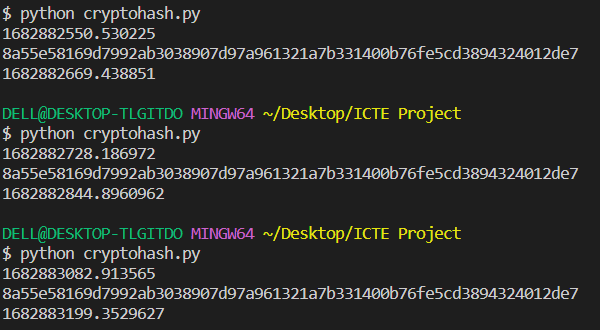 $ python cryptohash.py
1682882550.530225
8a55e58169d7992ab3038907d97a961321a7b331400b76fe5cd3894324012de7
1682882669.438851
DELL@DESKTOP-TLGITDO MINGW64 ~/Desktop/ICTE Project
$ python cryptohash.py
1682882728.186972
8a55e58169d7992ab3038907d97a961321a7b331400b76fe5cd3894324012de7
1682882844.8960962
DELL@DESKTOP-TLGITDO MINGW64 ~/Desktop/ICTE Project
$ python cryptohash.py
1682883082.913565
8a55e58169d7992ab3038907d97a961321a7b331400b76fe5cd3894324012de7
1682883199.3529627